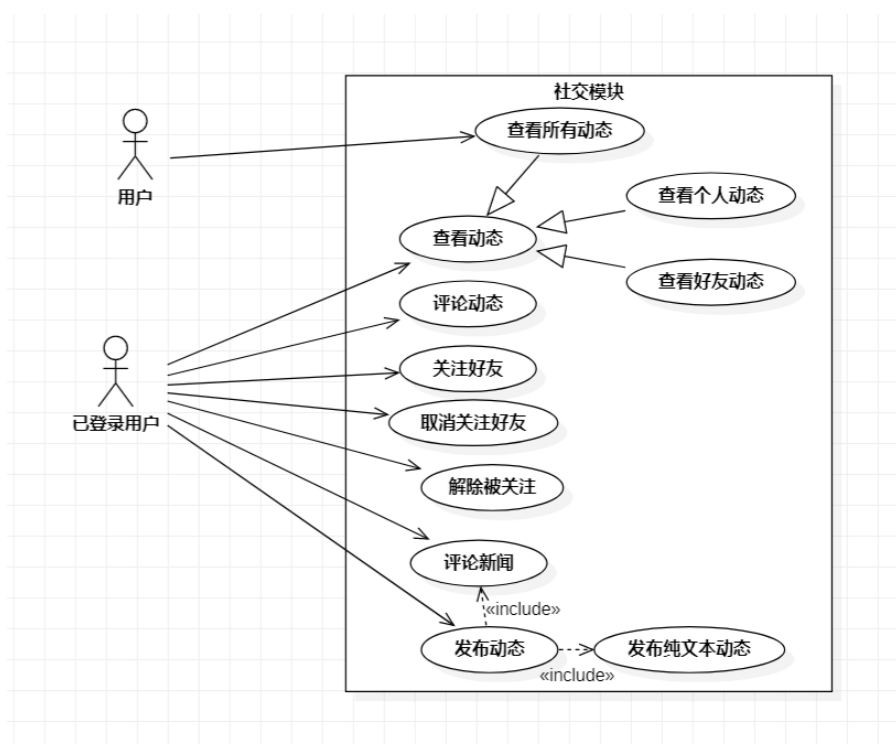 社交模块
查看所有动态
用户
查看个人动态
查看动态
查看好友动态
评论动态
关注好友
已登录用户
取消关注好友
解除被关注
评论新闻
«include»
发布动态
发布纯文本动态
«include»